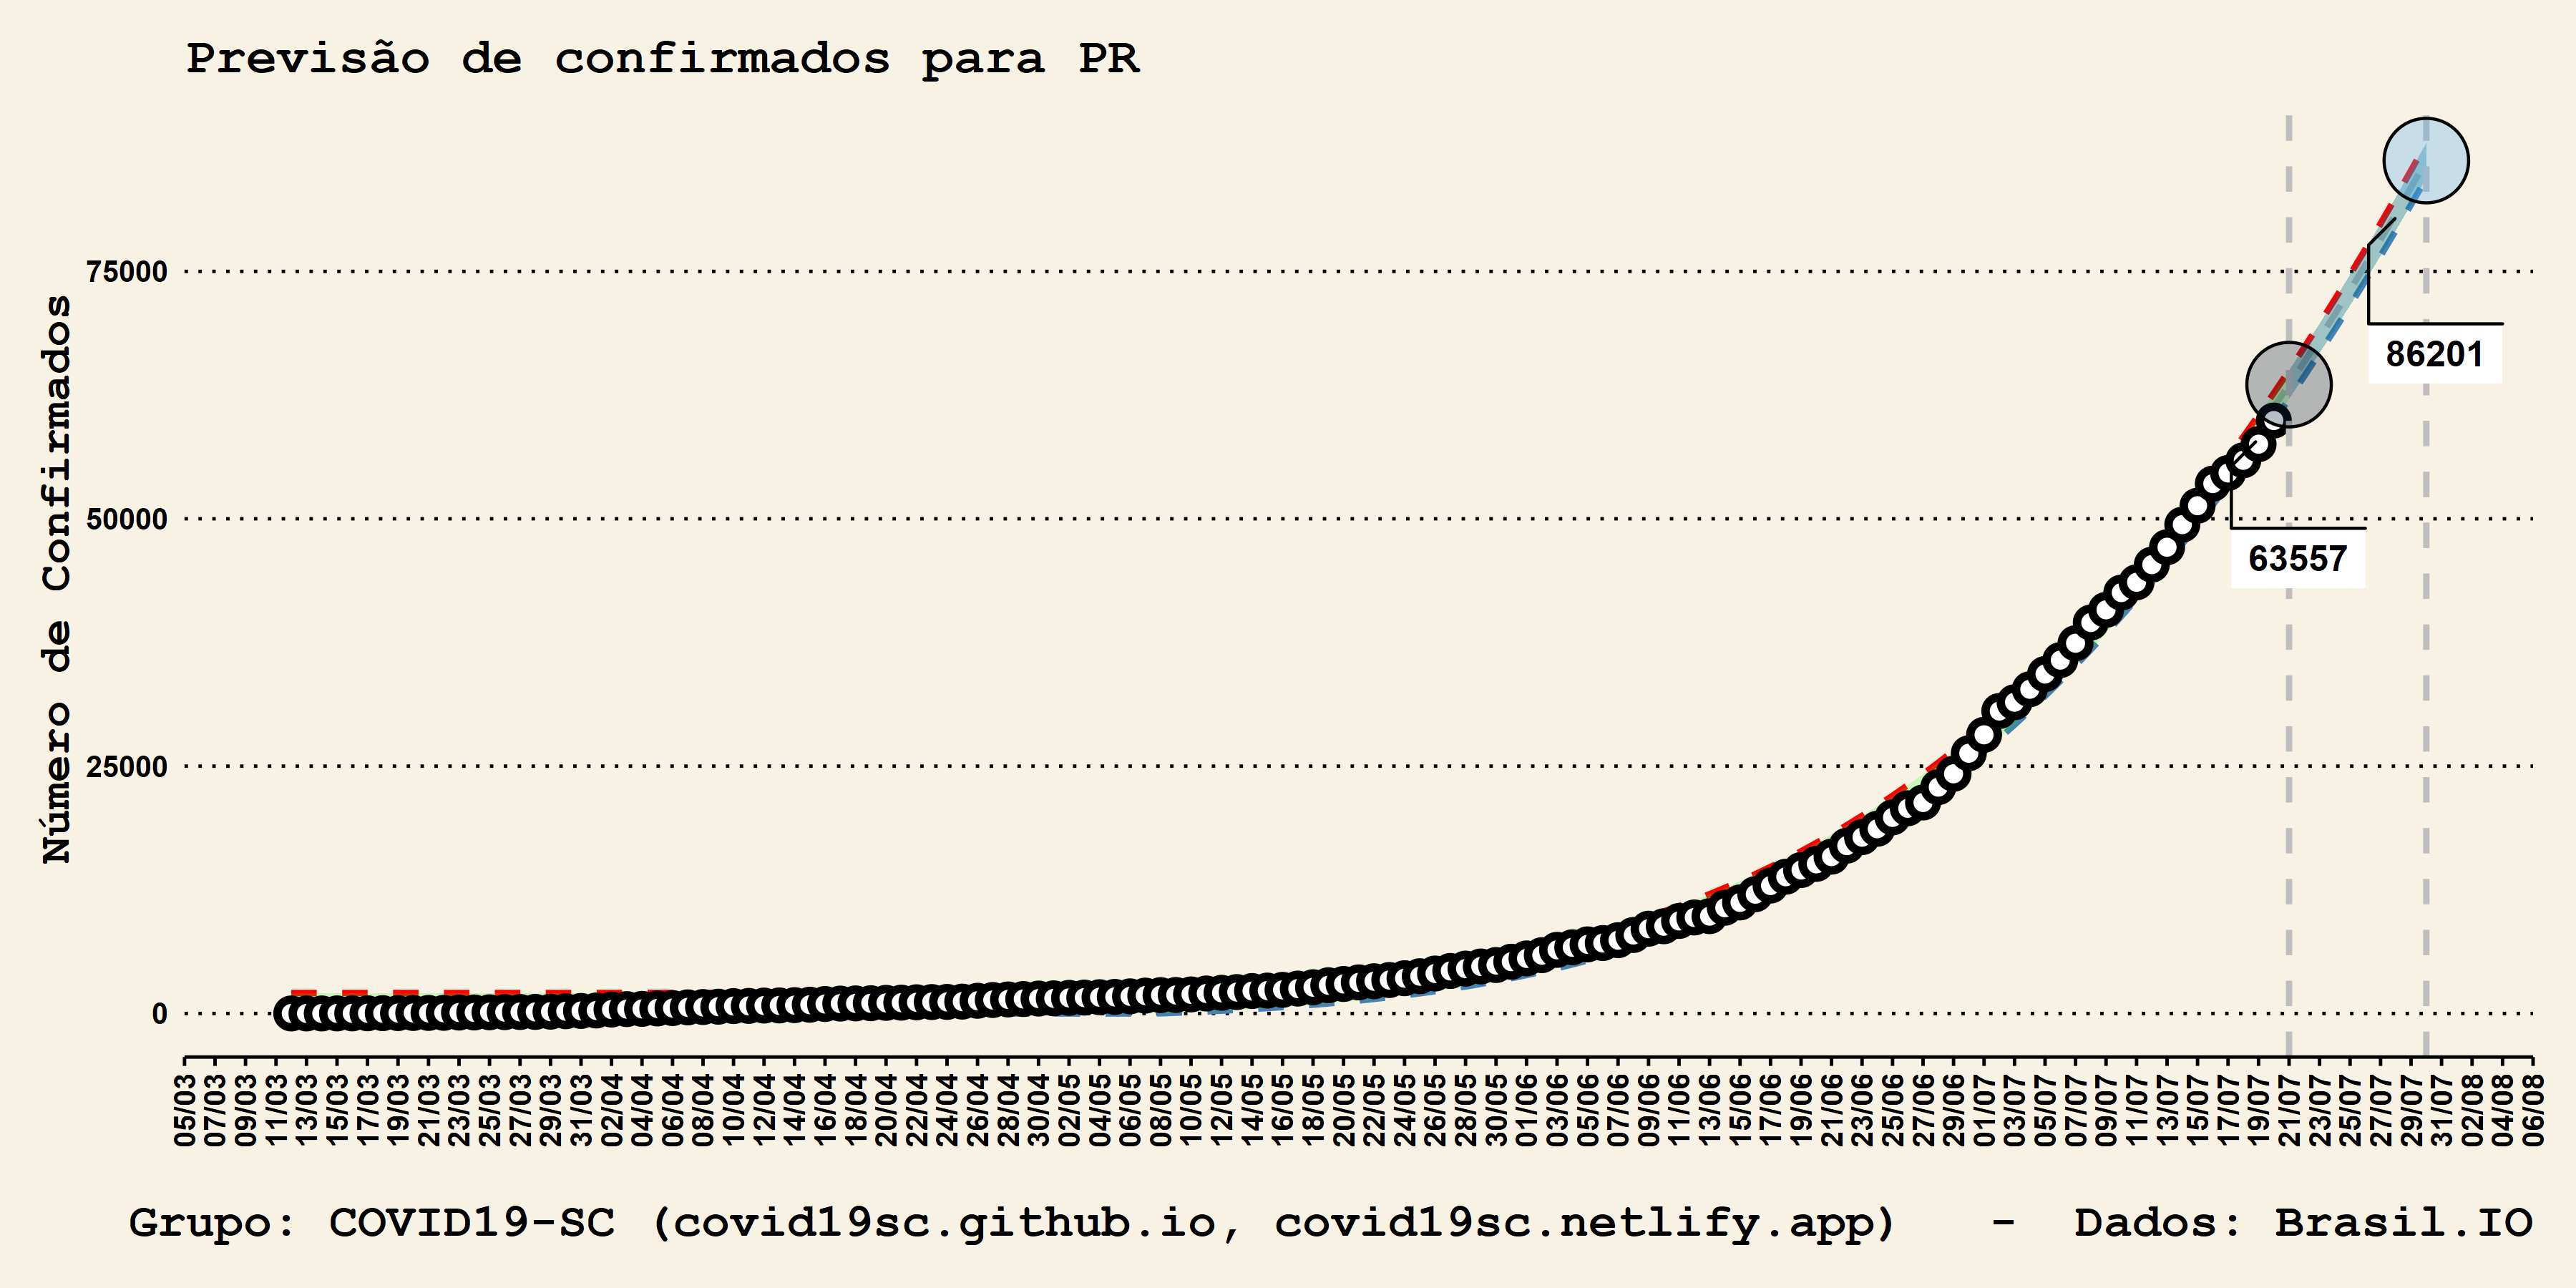 Previsão de confirmados para PR
Número de Confirmados
75000
50000
25000
0
86201
63557
05/03 07/03 09/03 11/03 13/03 15/03 17/03 19/03 21/03 23/03 25/03 27/03 29/03 31/03 02/04 04/04 06/04 08/04 10/04 12/04 14/04 16/04 18/04 20/04 22/04 24/04 26/04 28/04 30/04 02/05 04/05 06/05 08/05 10/05 12/05 14/05 16/05 18/05 20/05 22/05 24/05 26/05 28/05 30/05 01/06 03/06 05/06 07/06 09/06 11/06 13/06 15/06 17/06 19/06 21/06 23/06 25/06 27/06 29/06 01/07 03/07 05/07 07/07 09/07 11/07 13/07 15/07 17/07 19/07 21/07 23/07 25/07 27/07 29/07 31/07 02/08 04/08 06/08
Grupo: COVID19-SC (covid19sc.github.io, covid19sc.netlify.app) - Dados: Brasil.IO